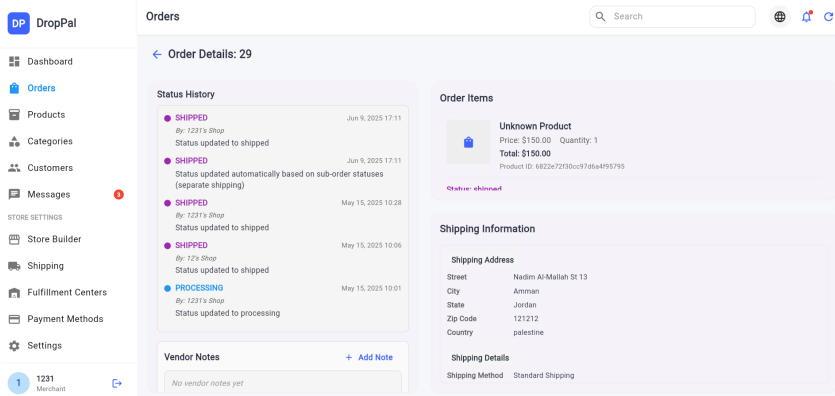 DP DropPal
Dashboard
Orders
Products
Categories
Customers
Messages 3
STORE SETTINGS
Store Builder
Shipping
Fulfillment Centers
Payment Methods
Settings
1 1231
Merchant
Orders
Search
Order Details: 29
Status History
SHIPPED Jun 9, 2025 17:11
By: 1231's Shop
Status updated to shipped
SHIPPED Jun 9, 2025 17:11
Status updated automatically based on sub-order statuses
(separate shipping)
SHIPPED May 15, 2025 10:28
By: 1231's Shop
Status updated to shipped
SHIPPED May 15, 2025 10:06
By: 12's Shop
Status updated to shipped
PROCESSING May 15, 2025 10:01
By: 1231's Shop
Status updated to processing
Vendor Notes + Add Note
No vendor notes yet
Order Items
Unknown Product
Price: $150.00 Quantity: 1
Total: $150.00
Product ID: 6822e72f30cc97d6a4f95795
Status: shipped
Shipping Information
Shipping Address
Street Nadim Al-Mallah St 13
City Amman
State Jordan
Zip Code 121212
Country palestine
Shipping Details
Shipping Method Standard Shipping